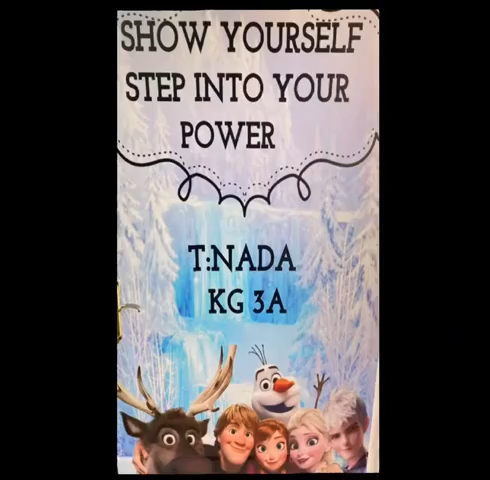 SHOW YOURSELF
STEP INTO YOUR
POWER
T:NADA
KG 3A